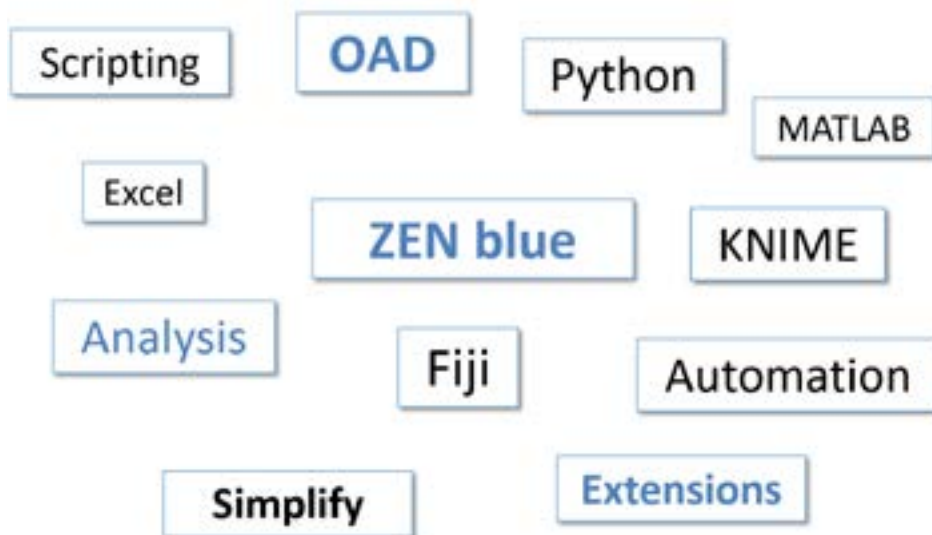 Scripting
OAD
Python
MATLAB
Excel
ZEN blue
KNIME
Analysis
Fiji
Automation
Simplify
Extensions